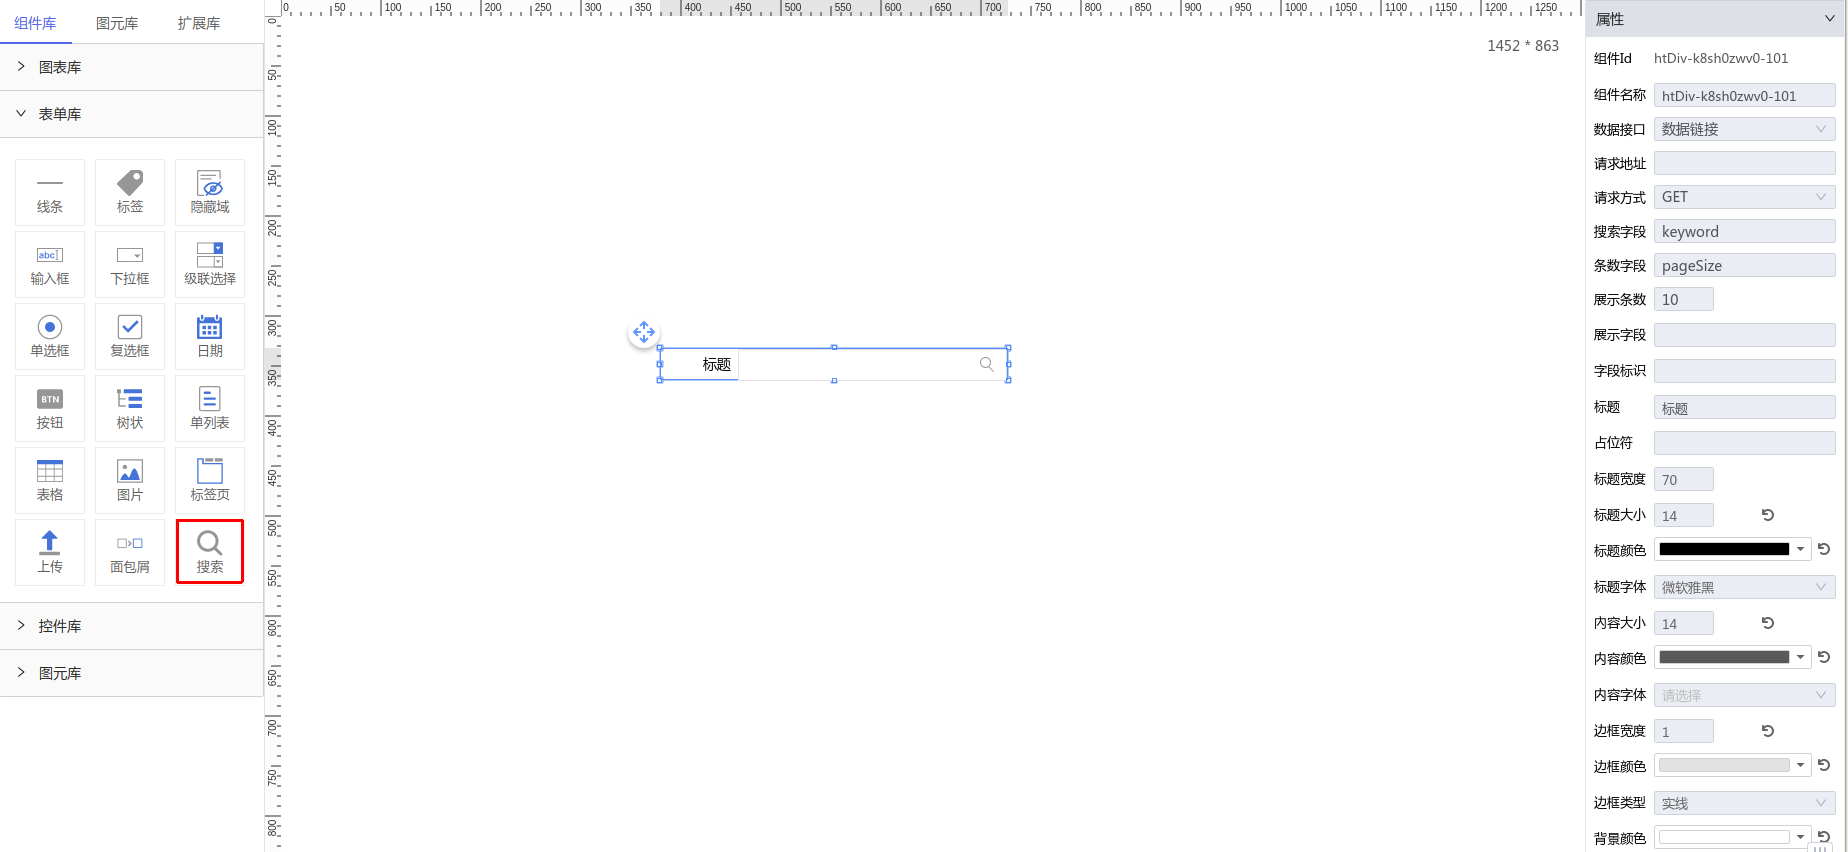 组件库 图元库 扩展库
图表库
表单库
线条 标签 隐藏域
abc
输入框 下拉框 级联选择
单选框 复选框 日期
BTN
按钮 树状 单列表
表格 图片 标签页
上传 面包屑 搜索
控件库
图元库
0 50 100 150 200 250 300 350 400 450 500 550 600 650 700 750 800 850 900 950 1000 1050 1100 1150 1200 1250
0
50
100
150
200
250
300
350
400
450
500
550
600
650
700
750
800
1452 * 863
标题
属性
组件Id htDiv-k8sh0zwv0-101
组件名称 htDiv-k8sh0zwv0-101
数据接口 数据链接
请求地址
请求方式 GET
搜索字段 keyword
条数字段 pageSize
展示条数 10
展示字段
字段标识
标题 标题
占位符
标题宽度 70
标题大小 14
标题颜色
标题字体 微软雅黑
内容大小 14
内容颜色
内容字体 请选择
边框宽度 1
边框颜色
边框类型 实线
背景颜色